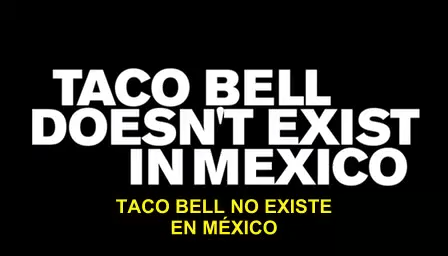 TACO BELL
DOESN'T EXIST
IN MEXICO
TACO BELL NO EXISTE
EN MÉXICO